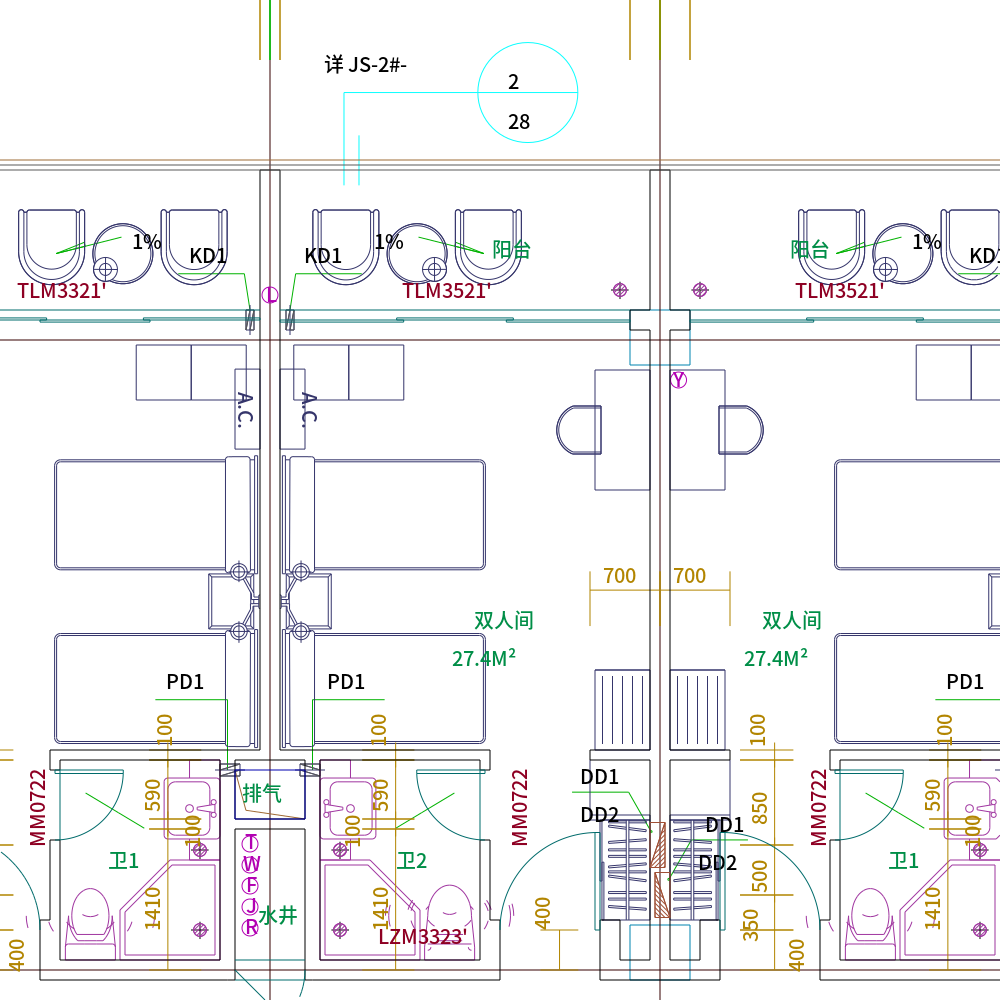 详 JS-2#-
2
28
1%
KD1
KD1
1%
阳台
阳台
1%
KD1
TLM3321'
TLM3521'
TLM3521'
L
Y
A.C.
A.C.
700
700
双人间
双人间
27.4M²
27.4M²
PD1
PD1
PD1
100
100
100
100
MM0722
590
100
排气
590
100
MM0722
DD1
DD2
DD1
DD2
850
MM0722
590
100
T
W
F
J
R
卫1
卫2
卫1
500
1410
水井
1410
LZM3323'
400
350
1410
400
400